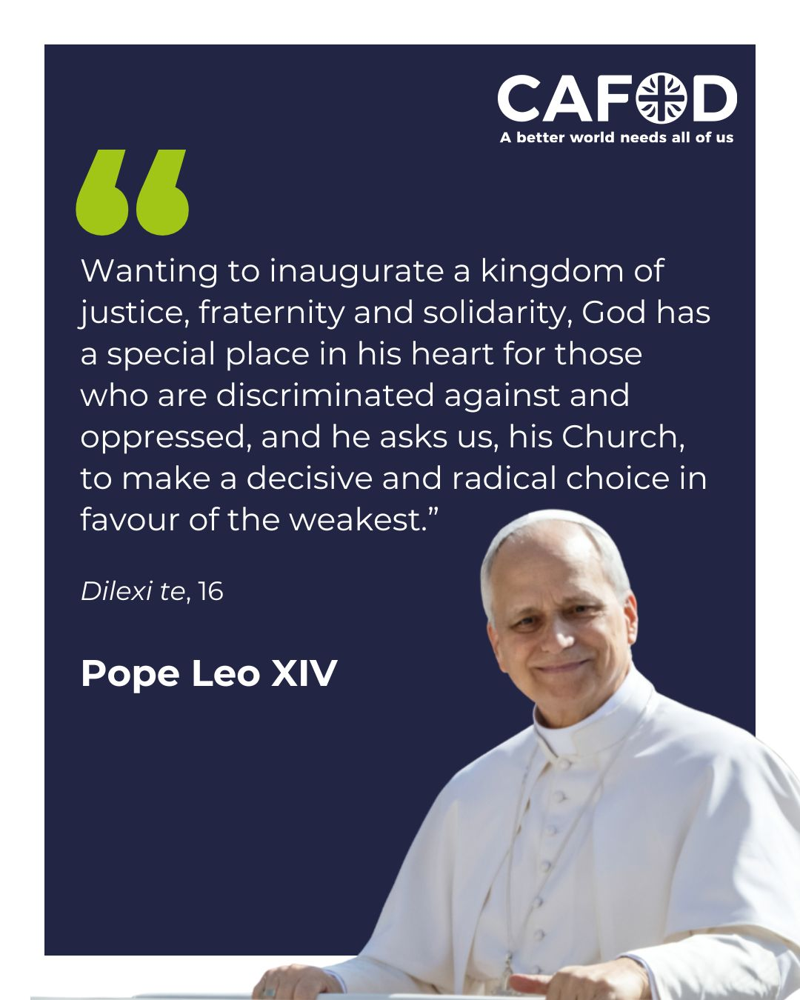 CAFOD
A better world needs all of us
“
Wanting to inaugurate a kingdom of
justice, fraternity and solidarity, God has
a special place in his heart for those
who are discriminated against and
oppressed, and he asks us, his Church,
to make a decisive and radical choice in
favour of the weakest.”
Dilexi te, 16
Pope Leo XIV